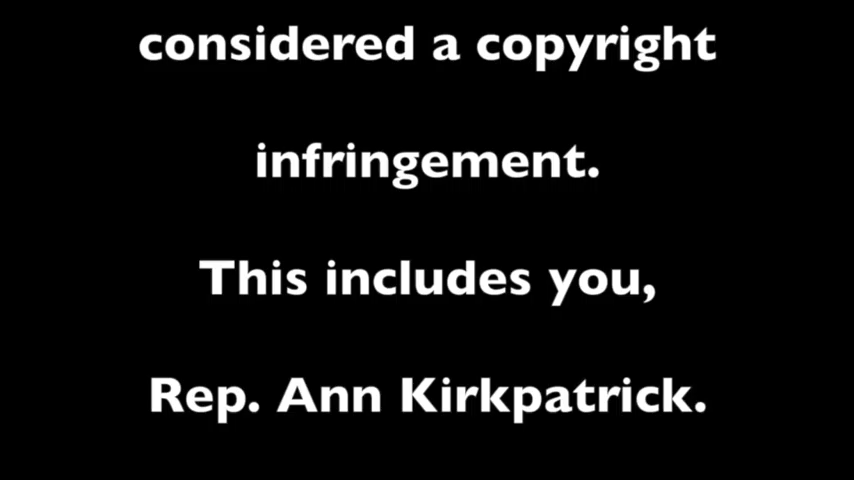 considered a copyright
infringement.
This includes you,
Rep. Ann Kirkpatrick.